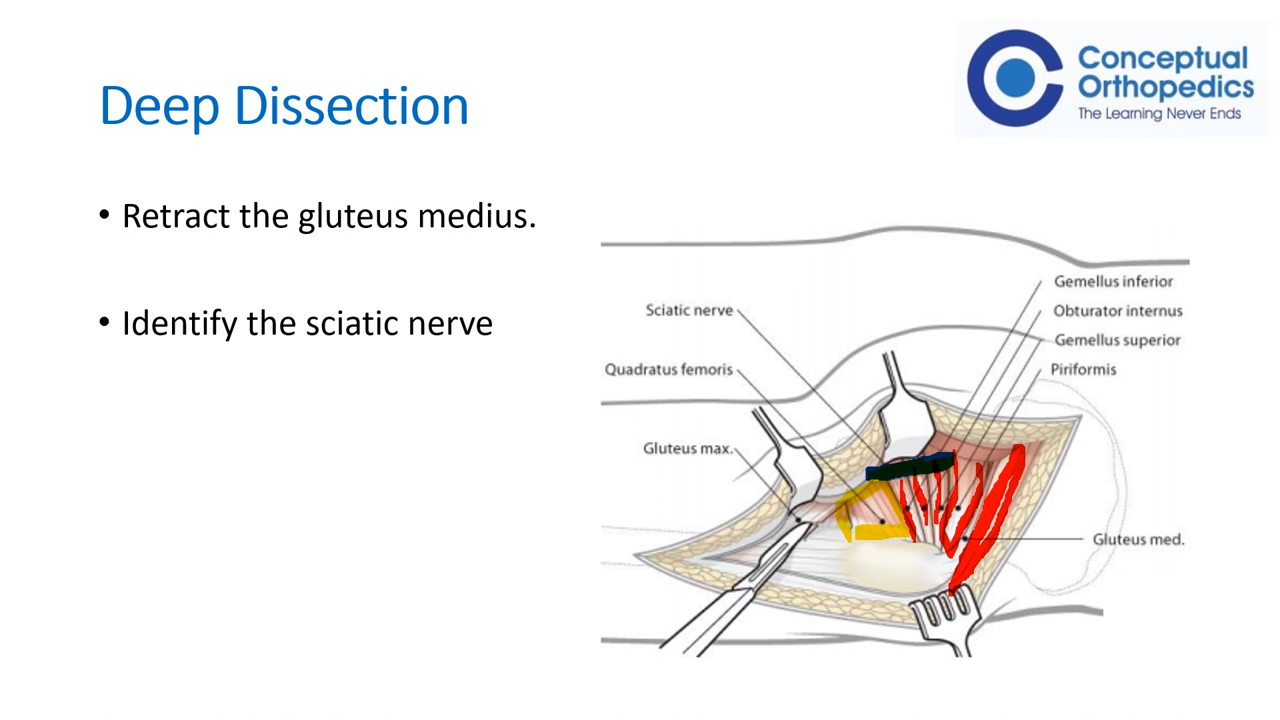 Conceptual
Orthopedics
The Learning Never Ends
Deep Dissection
• Retract the gluteus medius.
• Identify the sciatic nerve
Gemellus inferior
Sciatic nerve
Obturator internus
Gemellus superior
Quadratus femoris
Piriformis
Gluteus max.
Gluteus med.